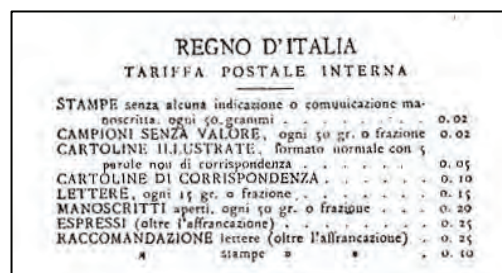 REGNO D'ITALIA
TARIFFA POSTALE INTERNA
STAMPE senza alcuna indicazione o comunicazione ma-
noscritta, ogni 50 grammi . . . . . . . 0.02
CAMPIONI SENZA VALORE, ogni 50 gr. o frazione 0.02
CARTOLINE ILLUSTRATE, formato normale con 5
parole non di corrispondenza . . . . . . 0.05
CARTOLINE DI CORRISPONDENZA . . . . . 0.10
LETTERE, ogni 15 gr. o frazione . . . . . . 0.15
MANOSCRITTI aperti, ogni 50 gr. o frazione . . . 0.20
ESPRESSI (oltre l'affrancazione) . . . . . . 0.25
RACCOMANDAZIONE lettere (oltre l'affrancazione) . 0.25
" stampe " " . 0.10